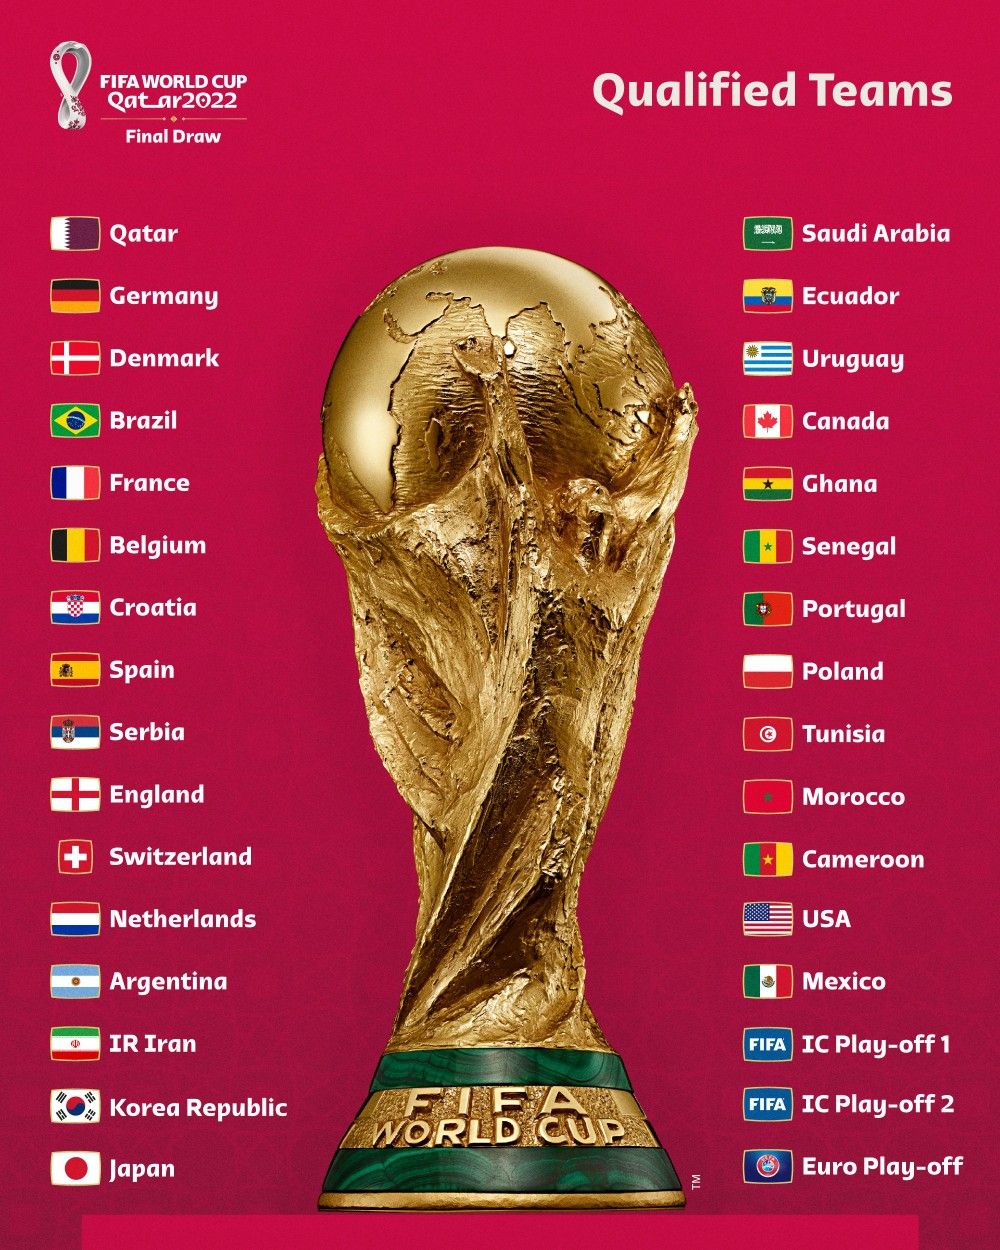 FIFA WORLD CUP
Qatar2022
Final Draw
Qualified Teams
Qatar
Germany
Denmark
Brazil
France
Belgium
Croatia
Spain
Serbia
England
Switzerland
Netherlands
Argentina
IR Iran
Korea Republic
Japan
Saudi Arabia
Ecuador
Uruguay
Canada
Ghana
Senegal
Portugal
Poland
Tunisia
Morocco
Cameroon
USA
Mexico
FIFA IC Play-off 1
FIFA IC Play-off 2
Euro Play-off
FIFA
WORLD CUP
TM